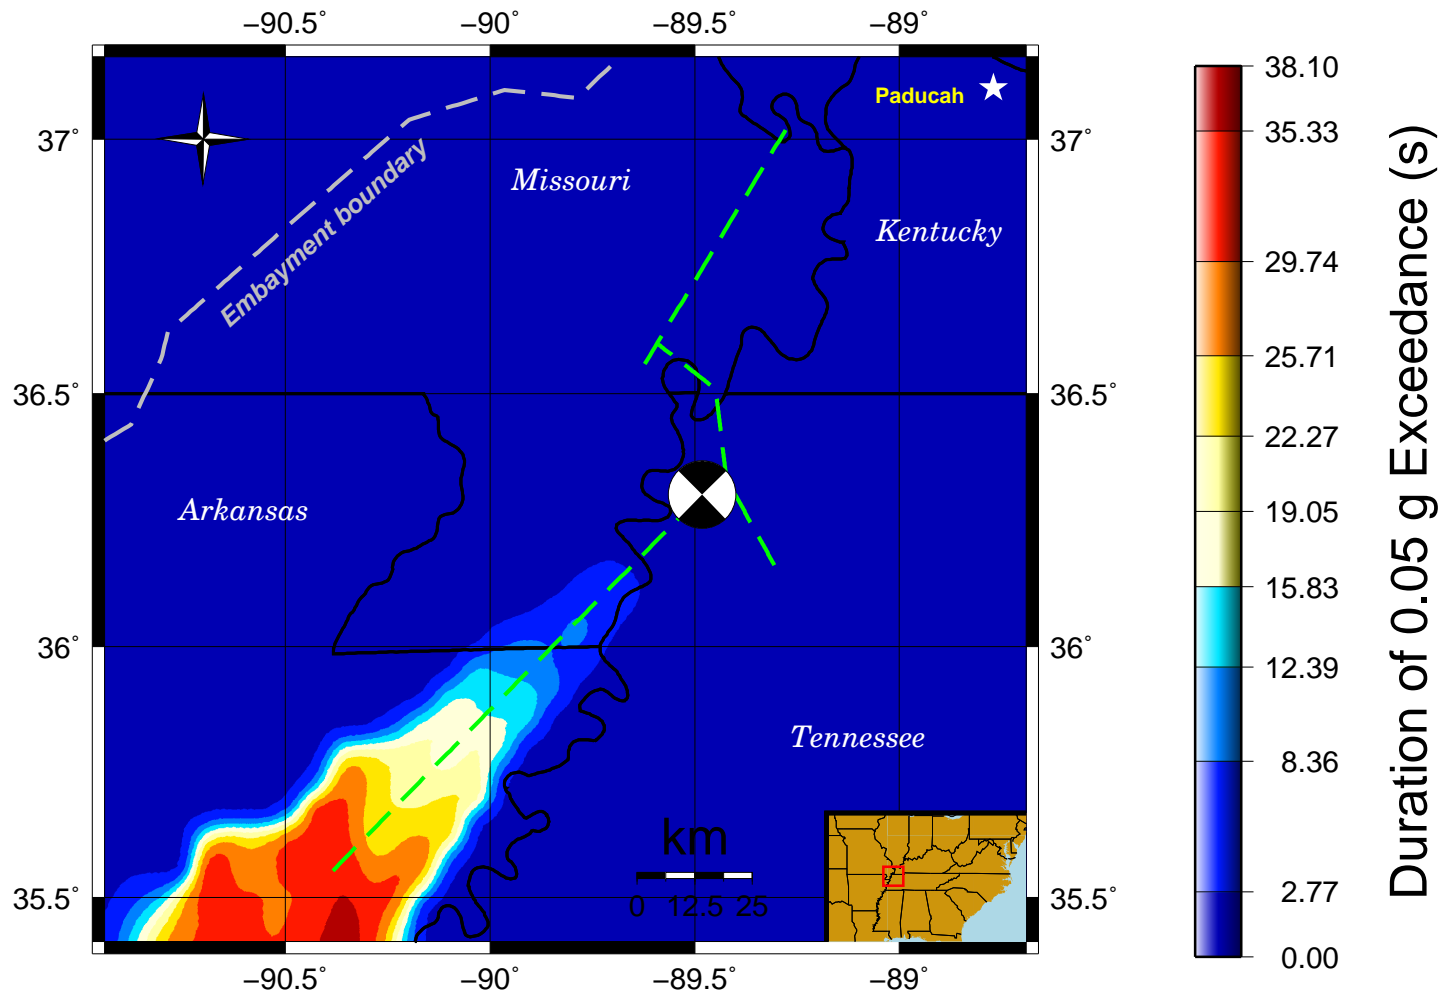 −90.5˚ −90˚ −89.5˚ −89˚
Paducah
37˚ 37˚
Missouri
Kentucky
Embayment boundary
36.5˚ 36.5˚
Arkansas
36˚ 36˚
Tennessee
km
0 12.5 25
35.5˚ 35.5˚
−90.5˚ −90˚ −89.5˚ −89˚
38.10
35.33
29.74
25.71
22.27
19.05
15.83
12.39
8.36
2.77
0.00
Duration of 0.05 g Exceedance (s)